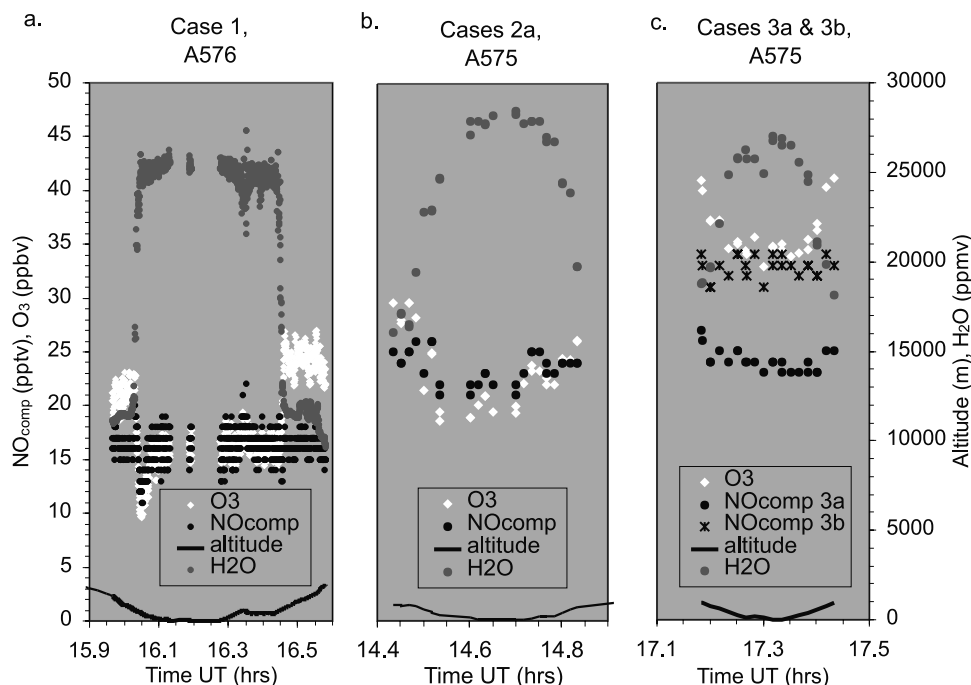 a.
Case 1,
A576
b.
Cases 2a,
A575
c.
Cases 3a & 3b,
A575
NOcomp (pptv), O3 (ppbv)
50
45
40
35
30
25
20
15
10
5
0
O3
NOcomp
altitude
H2O
15.9 16.1 16.3 16.5
Time UT (hrs)
O3
NOcomp
altitude
H2O
14.4 14.6 14.8
Time UT (hrs)
O3
NOcomp 3a
NOcomp 3b
altitude
H2O
17.1 17.3 17.5
Time UT (hrs)
30000
25000
20000
15000
10000
5000
0
Altitude (m), H2O (ppmv)